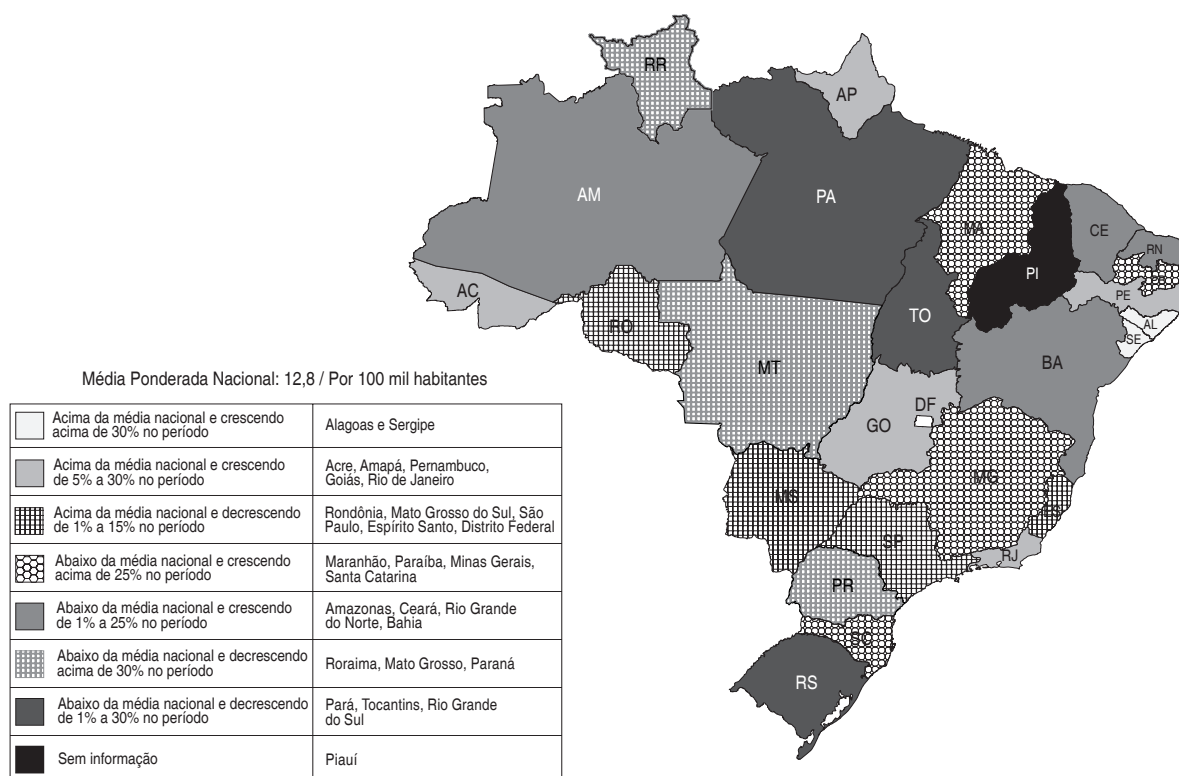 RR
AP
AM
PA
MA
CE
RN
PI
PB
PE
AC
RO
TO
AL
SE
BA
MT
DF
GO
MG
MS
ES
SP
RJ
PR
SC
RS
Média Ponderada Nacional: 12,8 / Por 100 mil habitantes
Acima da média nacional e crescendo
acima de 30% no período
Alagoas e Sergipe
Acima da média nacional e crescendo
de 5% a 30% no período
Acre, Amapá, Pernambuco,
Goiás, Rio de Janeiro
Acima da média nacional e decrescendo
de 1% a 15% no período
Rondônia, Mato Grosso do Sul, São
Paulo, Espírito Santo, Distrito Federal
Abaixo da média nacional e crescendo
acima de 25% no período
Maranhão, Paraíba, Minas Gerais,
Santa Catarina
Abaixo da média nacional e crescendo
de 1% a 25% no período
Amazonas, Ceará, Rio Grande
do Norte, Bahia
Abaixo da média nacional e decrescendo
acima de 30% no período
Roraima, Mato Grosso, Paraná
Abaixo da média nacional e decrescendo
de 1% a 30% no período
Pará, Tocantins, Rio Grande
do Sul
Sem informação
Piauí